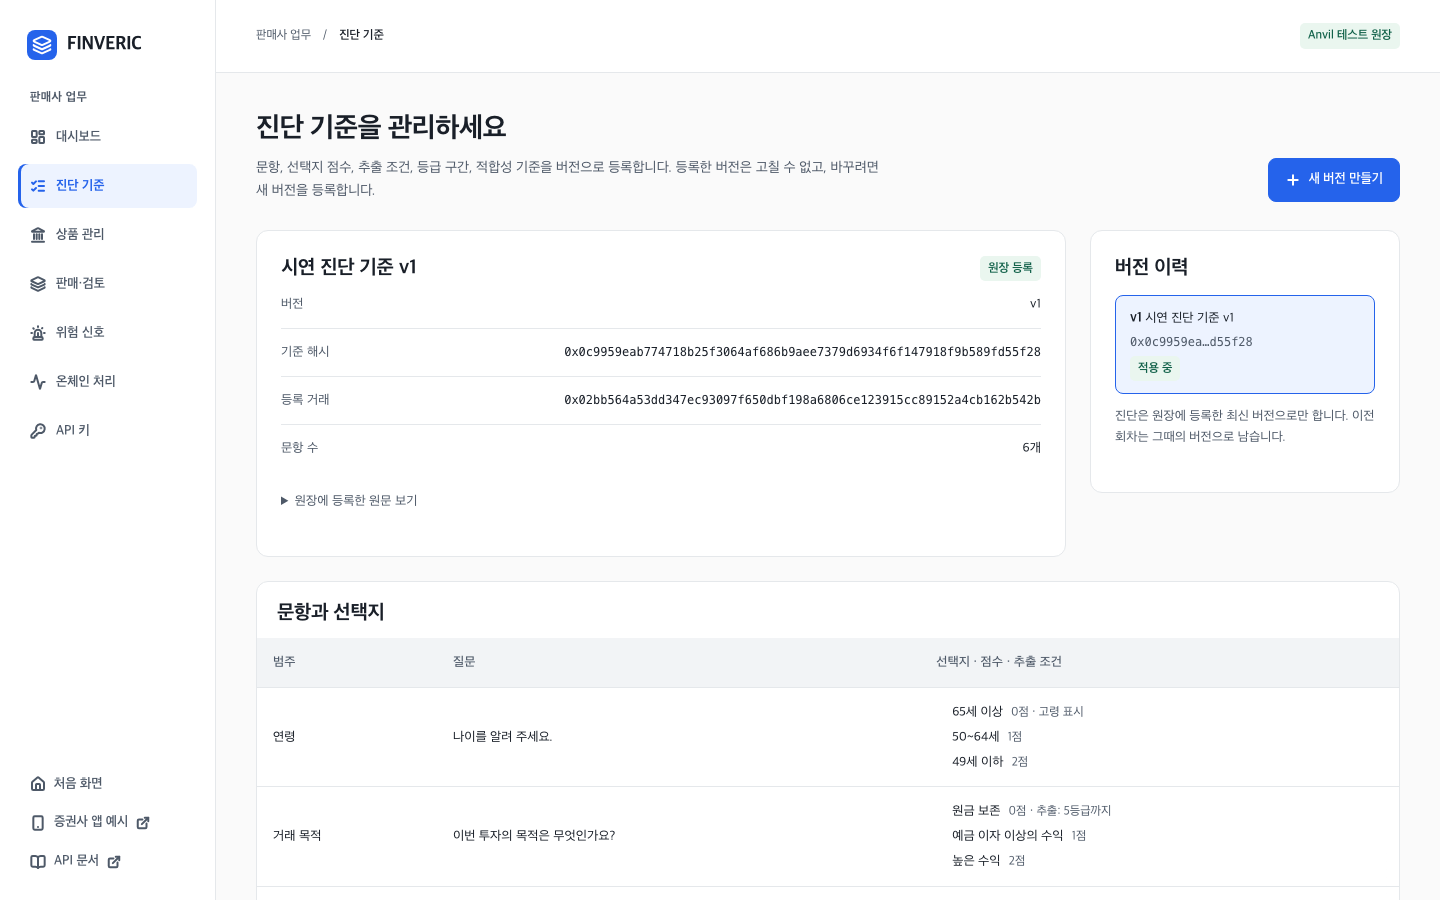 FINVERIC
판매사 업무
대시보드
진단 기준
상품 관리
판매·검토
위험 신호
온체인 처리
API 키
처음 화면
증권사 앱 예시
API 문서
판매사 업무 / 진단 기준
Anvil 테스트 원장
진단 기준을 관리하세요
문항, 선택지 점수, 추출 조건, 등급 구간, 적합성 기준을 버전으로 등록합니다. 등록한 버전은 고칠 수 없고, 바꾸려면
새 버전을 등록합니다.
새 버전 만들기
시연 진단 기준 v1
원장 등록
버전 v1
기준 해시 0x0c9959eab774718b25f3064af686b9aee7379d6934f6f147918f9b589fd55f28
등록 거래 0x02bb564a53dd347ec93097f650dbf198a6806ce123915cc89152a4cb162b542b
문항 수 6개
▶ 원장에 등록한 원문 보기
버전 이력
v1 시연 진단 기준 v1
0x0c9959ea…d55f28
적용 중
진단은 원장에 등록한 최신 버전으로만 합니다. 이전
회차는 그때의 버전으로 남습니다.
문항과 선택지
범주 질문 선택지 · 점수 · 추출 조건
연령 나이를 알려 주세요.
65세 이상 0점 · 고령 표시
50~64세 1점
49세 이하 2점
거래 목적 이번 투자의 목적은 무엇인가요?
원금 보존 0점 · 추출: 5등급까지
예금 이자 이상의 수익 1점
높은 수익 2점